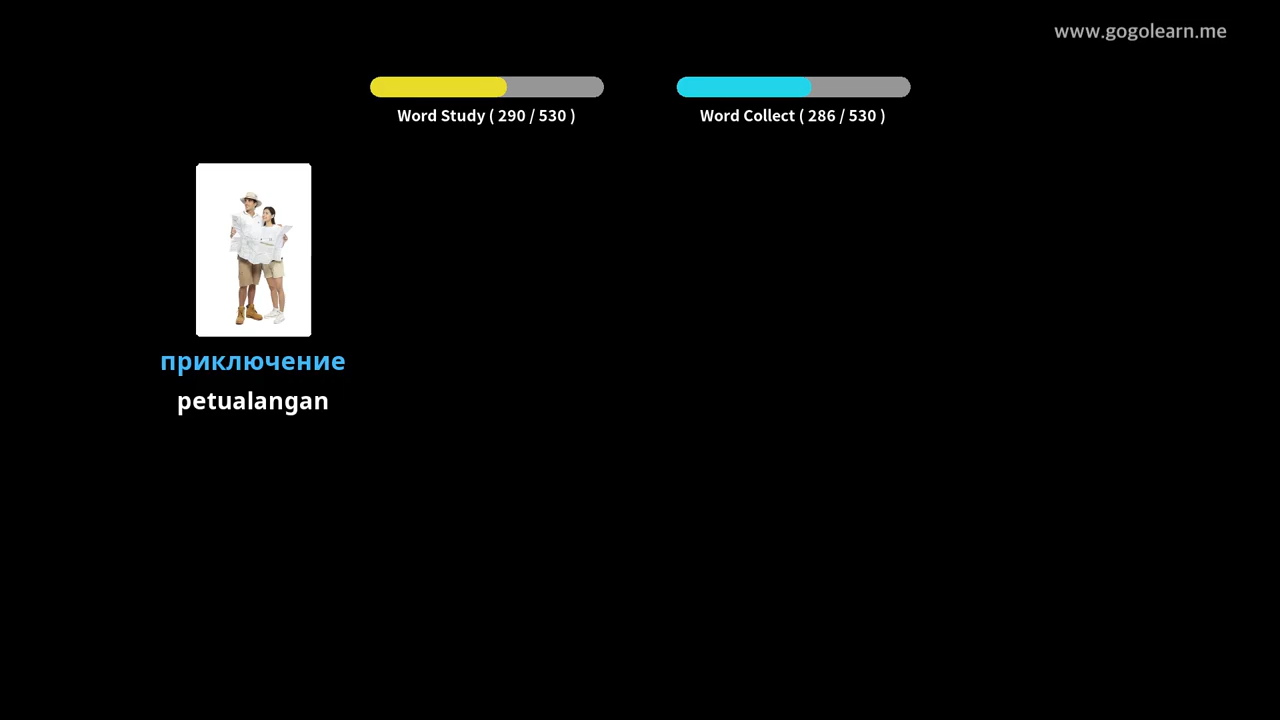 www.gogolearn.me
Word Study ( 290 / 530 )
Word Collect ( 286 / 530 )
приключение
petualangan